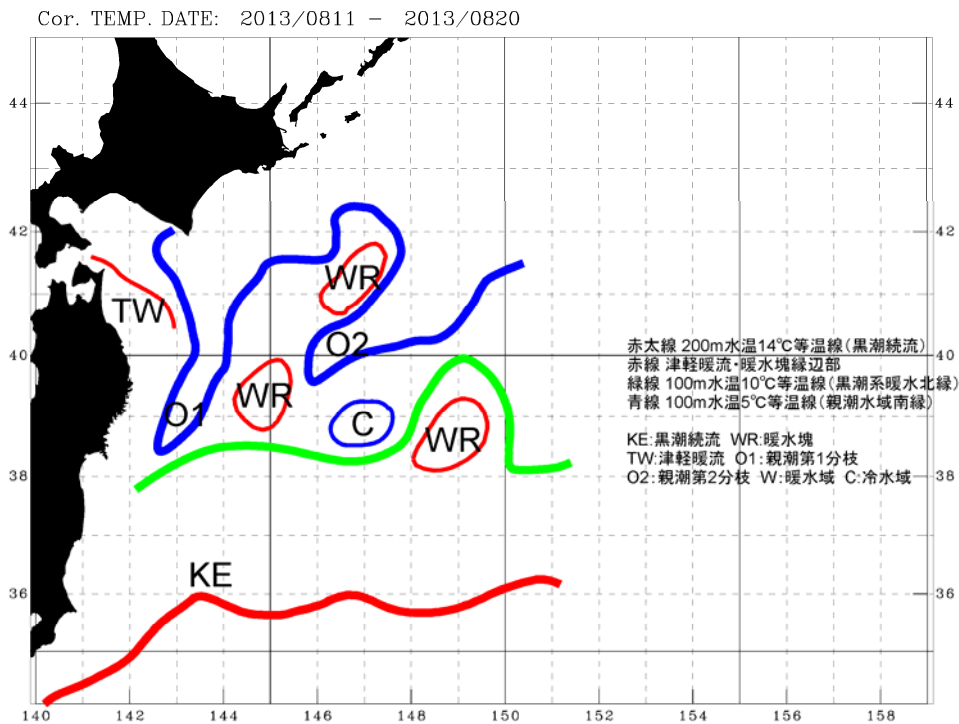 Cor. TEMP. DATE: 2013/0811 - 2013/0820
44
44
42
42
WR
TW
O2
40
40
赤太線 200m水温14℃等温線(黒潮続流)
赤線 津軽暖流・暖水塊縁辺部
緑線 100m水温10℃等温線(黒潮系暖水北縁)
青線 100m水温5℃等温線(親潮水域南縁)
WR
O1
C
WR
KE:黒潮続流 WR:暖水塊
TW:津軽暖流 O1:親潮第1分枝
O2:親潮第2分枝 W:暖水域 C:冷水域
38
38
KE
36
36
140 142 144 146 148 150 152 154 156 158